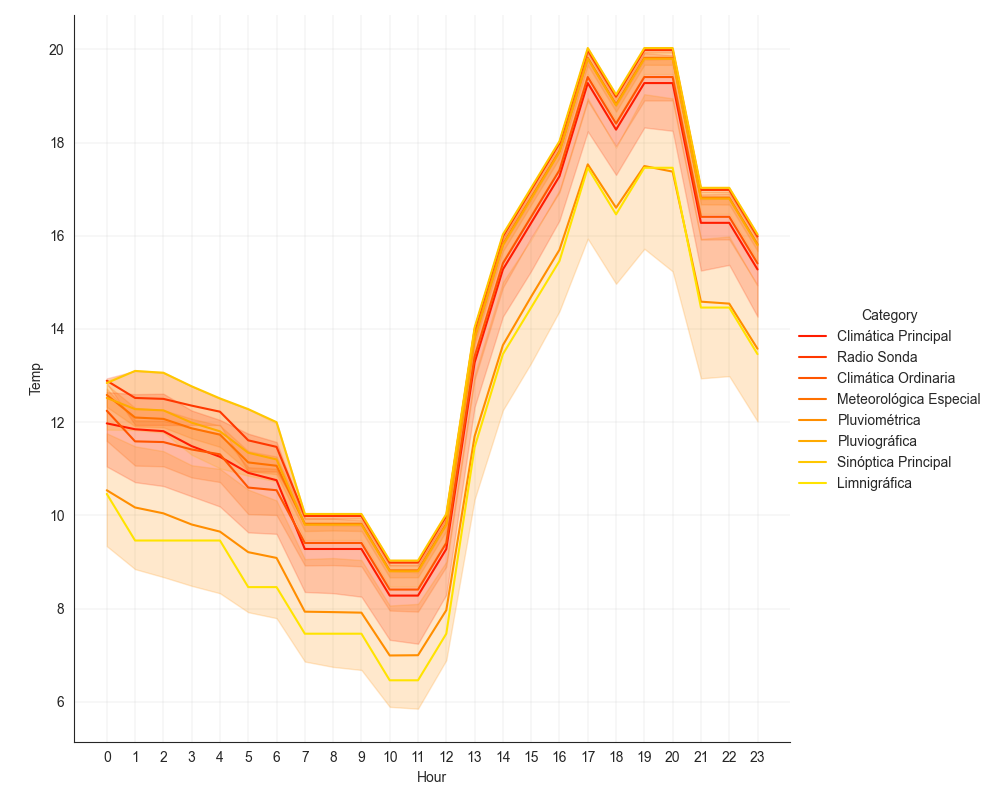 20
18
16
14
12
10
8
6
Temp
0 1 2 3 4 5 6 7 8 9 10 11 12 13 14 15 16 17 18 19 20 21 22 23
Hour
Category
Climática Principal
Radio Sonda
Climática Ordinaria
Meteorológica Especial
Pluviométrica
Pluviográfica
Sinóptica Principal
Limnigráfica